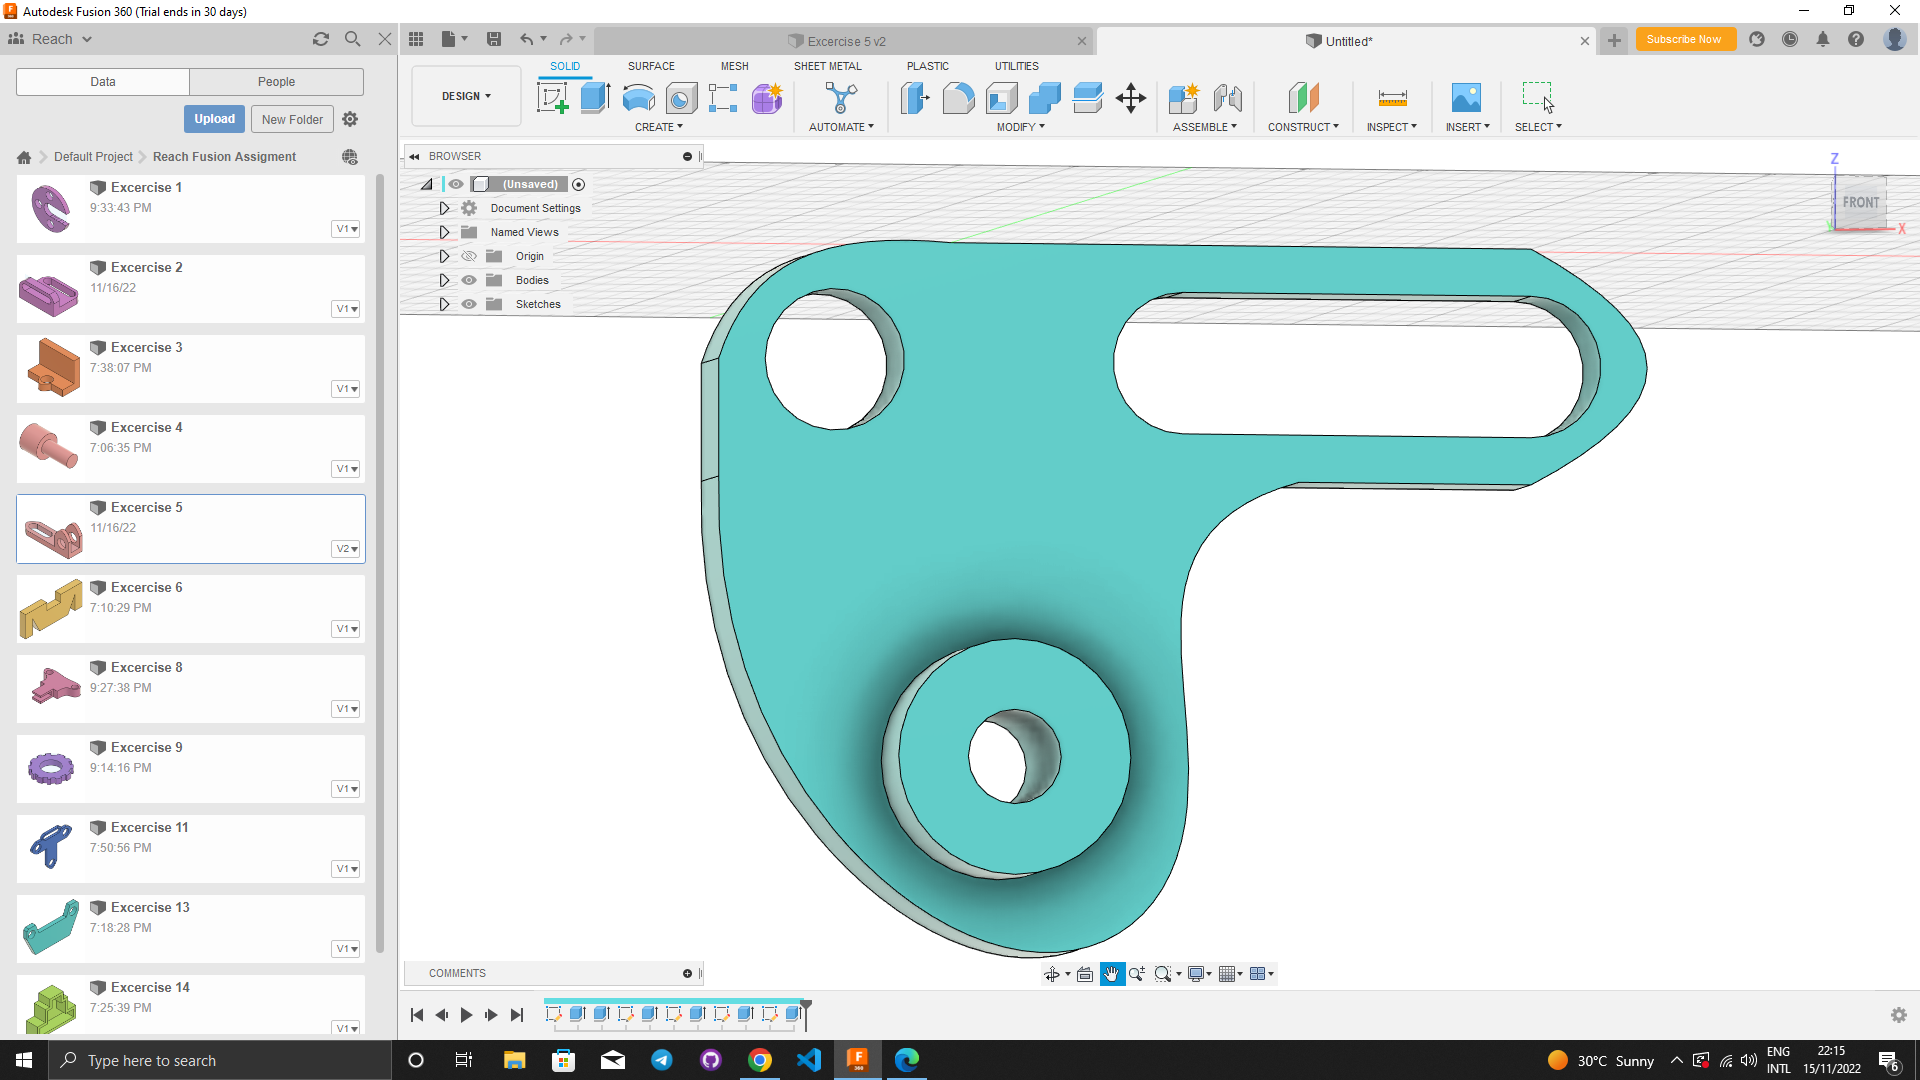 Autodesk Fusion 360 (Trial ends in 30 days)
Reach
Excercise 5 v2
Untitled*
Subscribe Now
Data
People
Upload
New Folder
Default Project
Reach Fusion Assigment
Excercise 1
9:33:43 PM
V1
Excercise 2
11/16/22
V1
Excercise 3
7:38:07 PM
V1
Excercise 4
7:06:35 PM
V1
Excercise 5
11/16/22
V2
Excercise 6
7:10:29 PM
V1
Excercise 8
9:27:38 PM
V1
Excercise 9
9:14:16 PM
V1
Excercise 11
7:50:56 PM
V1
Excercise 13
7:18:28 PM
V1
Excercise 14
7:25:39 PM
V1
DESIGN
SOLID
SURFACE
MESH
SHEET METAL
PLASTIC
UTILITIES
CREATE
AUTOMATE
MODIFY
ASSEMBLE
CONSTRUCT
INSPECT
INSERT
SELECT
BROWSER
(Unsaved)
Document Settings
Named Views
Origin
Bodies
Sketches
Z
FRONT
Y
X
COMMENTS
Type here to search
30°C Sunny
ENG
INTL
22:15
15/11/2022
6